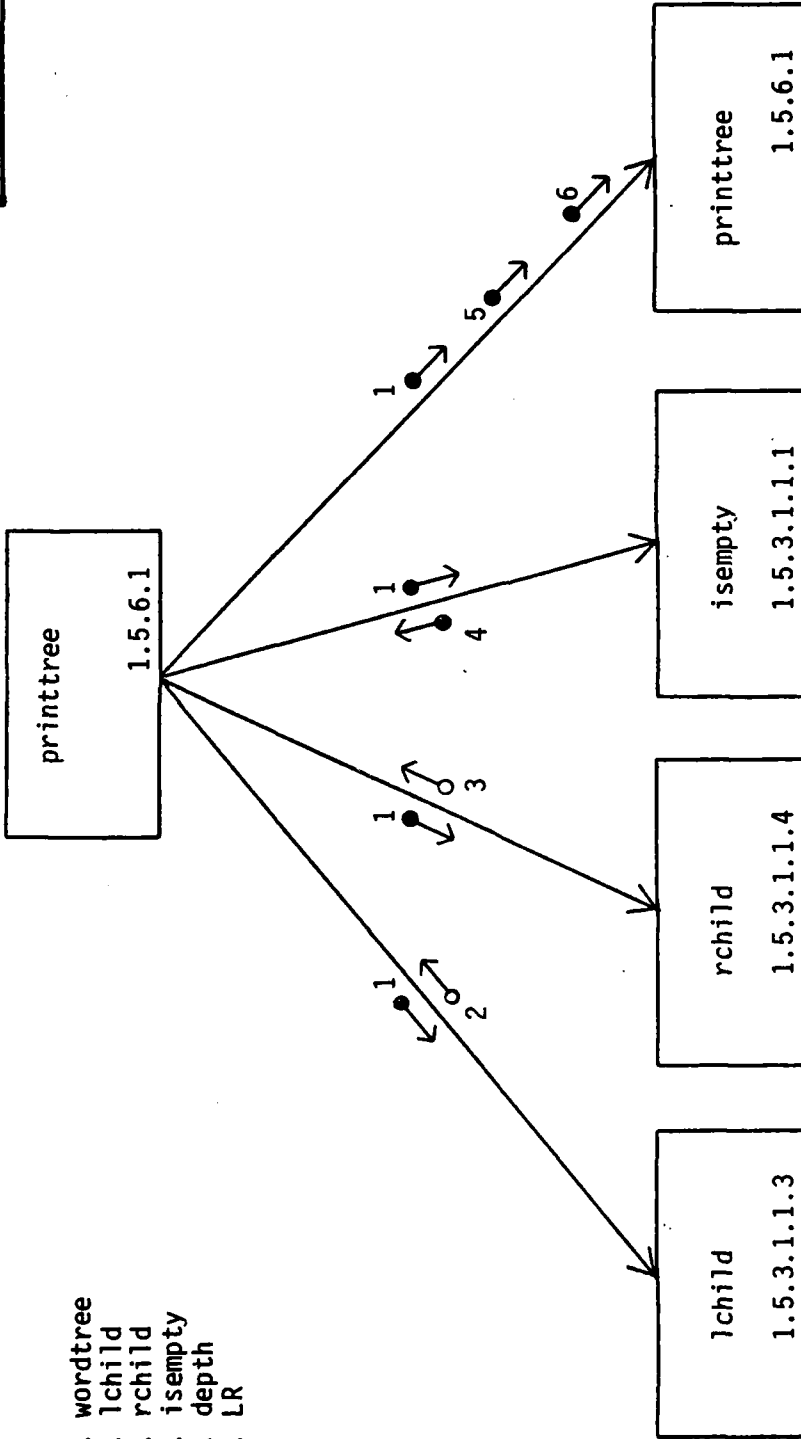 printtree
1.5.6.1
wordtree
lchild
rchild
isempty
depth
LR
1
2
1
3
1
4
1
5
6
lchild
1.5.3.1.1.3
rchild
1.5.3.1.1.4
isempty
1.5.3.1.1.1
printtree
1.5.6.1